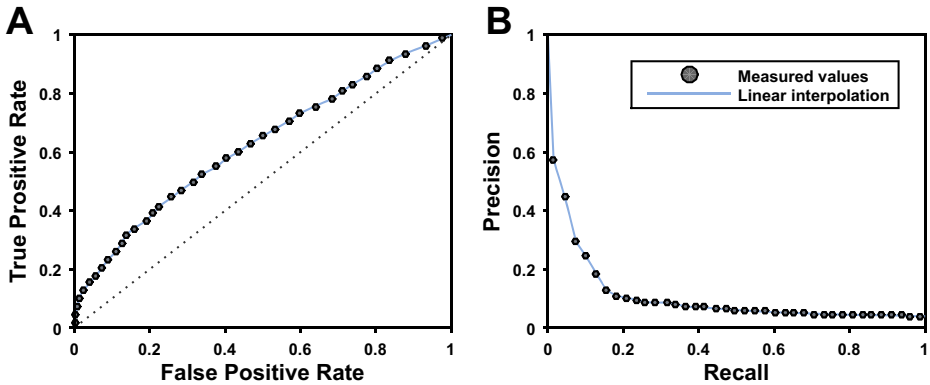 A
1
0.8
0.6
0.4
0.2
0
0 0.2 0.4 0.6 0.8 1
True Prositive Rate
False Positive Rate
B
1
0.8
0.6
0.4
0.2
0
0 0.2 0.4 0.6 0.8 1
Precision
Recall
Measured values
Linear interpolation